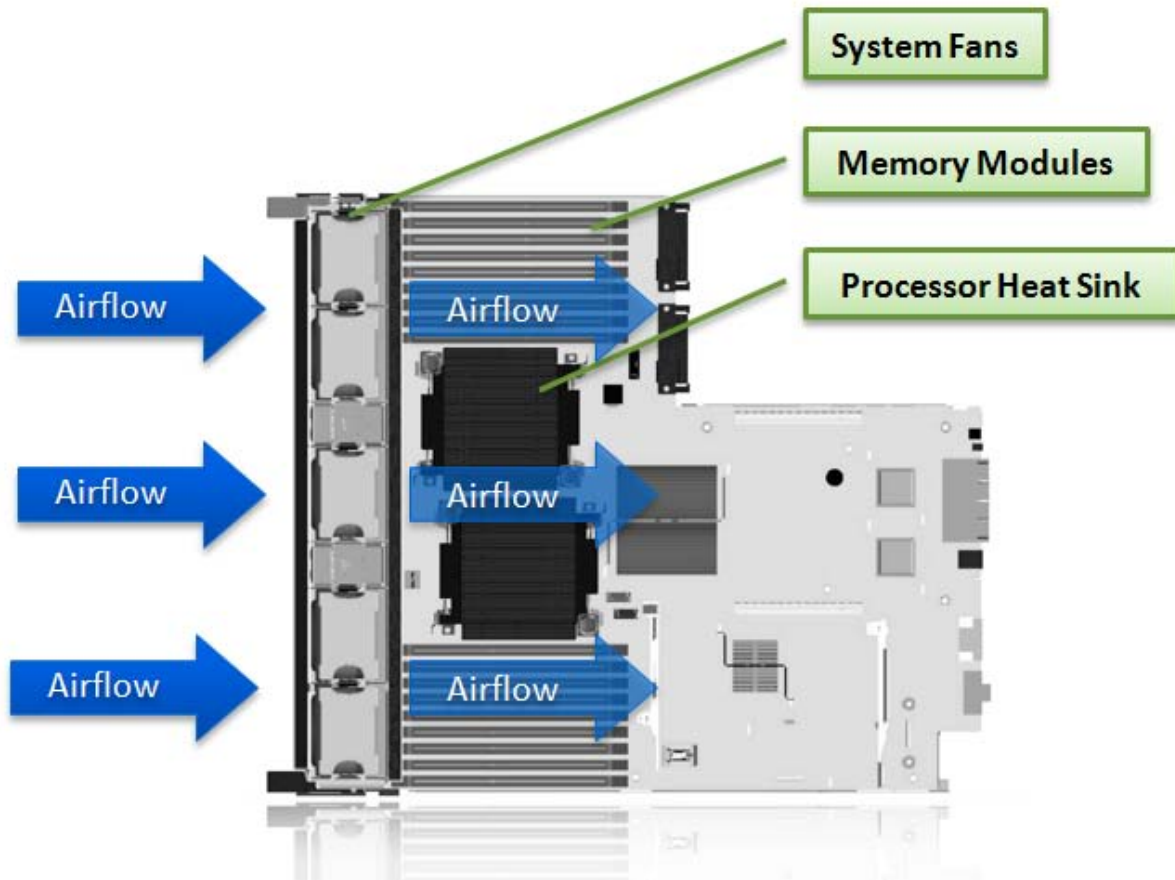 System Fans
Memory Modules
Processor Heat Sink
Airflow
Airflow
Airflow
Airflow
Airflow
Airflow